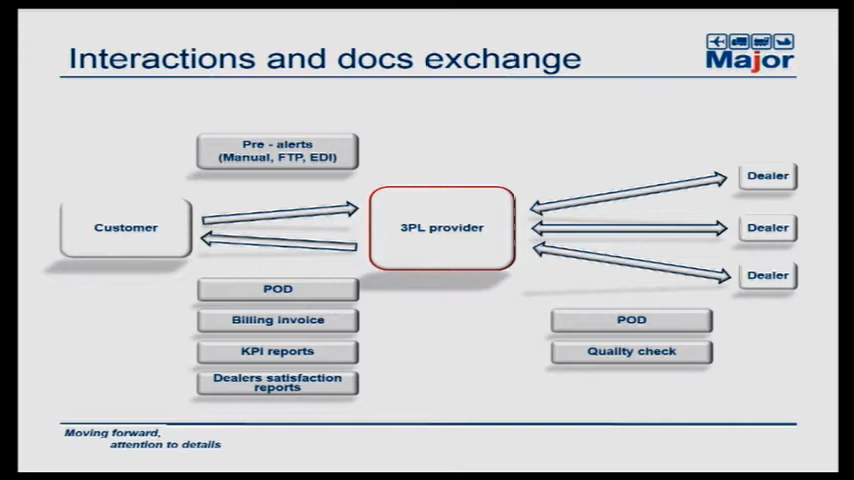 Interactions and docs exchange
Major
Pre - alerts
(Manual, FTP, EDI)
Customer
3PL provider
Dealer
Dealer
Dealer
POD
Billing invoice
KPI reports
Dealers satisfaction
reports
POD
Quality check
Moving forward,
attention to details